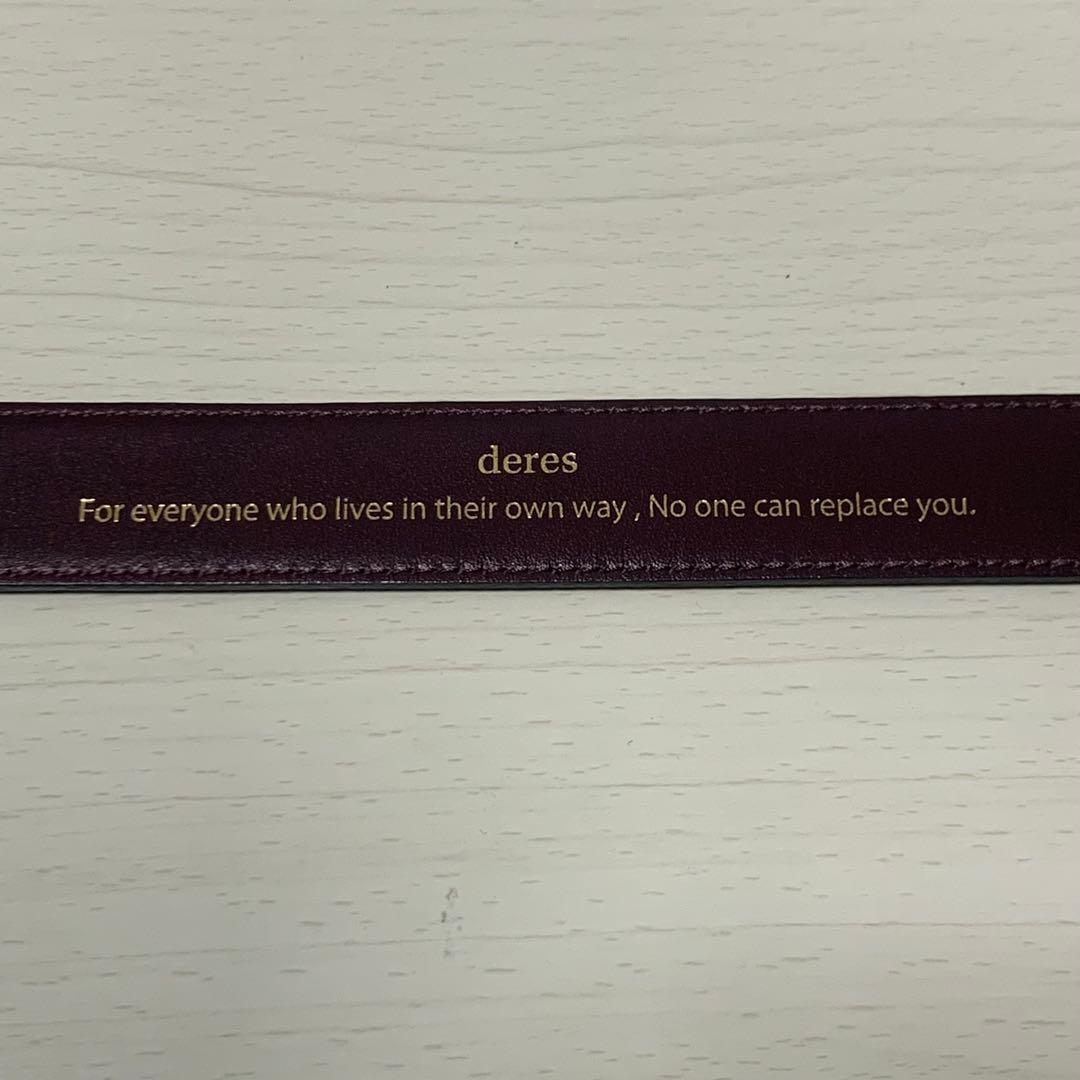 deres
For everyone who lives in their own way , No one can replace you.